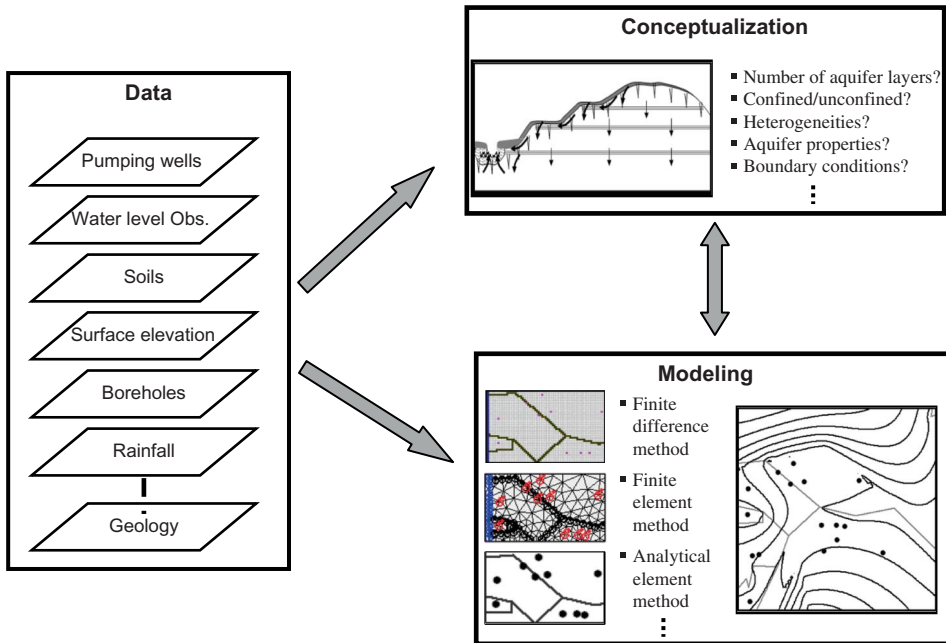 Data
Pumping wells
Water level Obs.
Soils
Surface elevation
Boreholes
Rainfall
Geology
Conceptualization
▪ Number of aquifer layers?
▪ Confined/unconfined?
▪ Heterogeneities?
▪ Aquifer properties?
▪ Boundary conditions?
Modeling
▪ Finite
difference
method
▪ Finite
element
method
▪ Analytical
element
method